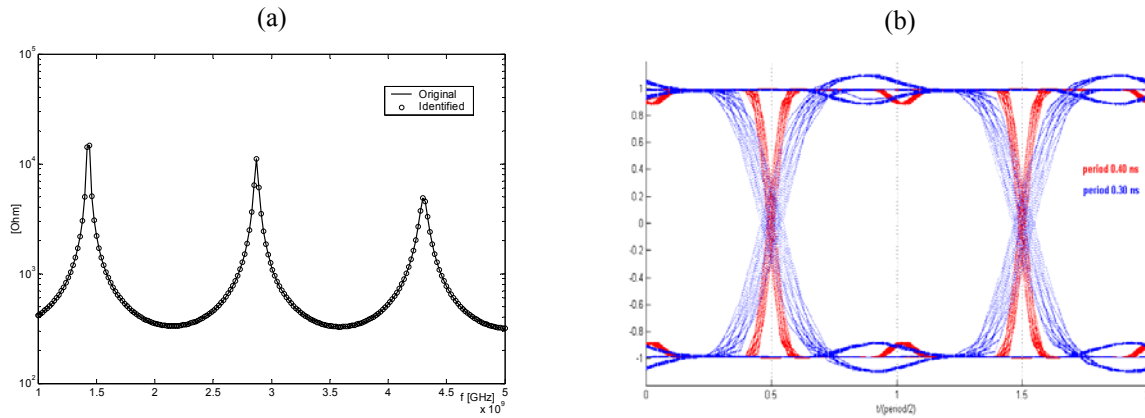 (a)
10^5
10^4
10^3
10^2
[Ohm]
Original
Identified
1
1.5
2
2.5
3
3.5
4
4.5
5
f [GHz]
x 10^9
(b)
1
0.8
0.6
0.4
0.2
0
-0.2
-0.4
-0.6
-0.8
-1
period 0.40 ns
period 0.30 ns
0.5
1
1.5
t/(period/2)